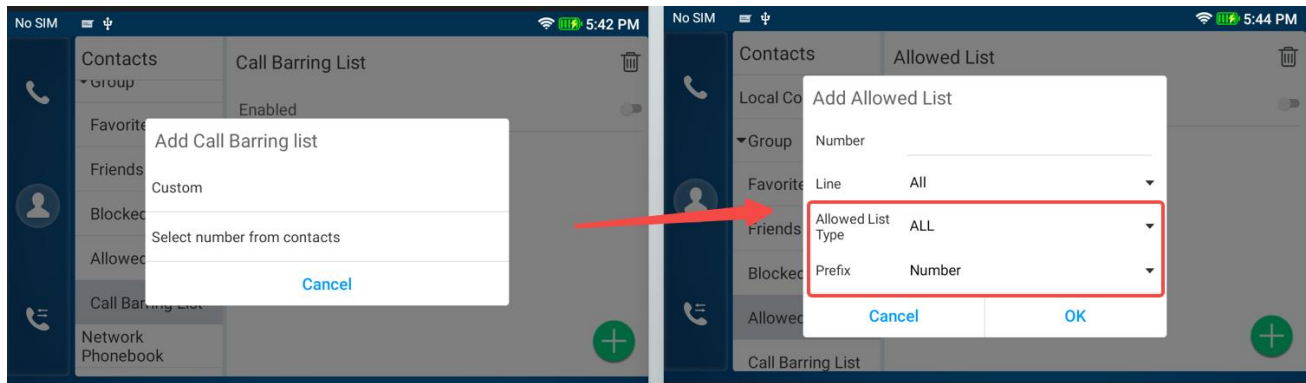 No SIM
5:42 PM
Contacts
Call Barring List
Group
Enabled
Favorite
Add Call Barring list
Friends
Custom
Blocked
Select number from contacts
Allowed
Cancel
Call Barring List
Network
Phonebook
No SIM
5:44 PM
Contacts
Allowed List
Local Co
Add Allowed List
Group
Number
Favorite
Line
All
Friends
Allowed List
Type
ALL
Blocked
Prefix
Number
Allowed
Cancel
OK
Call Barring List